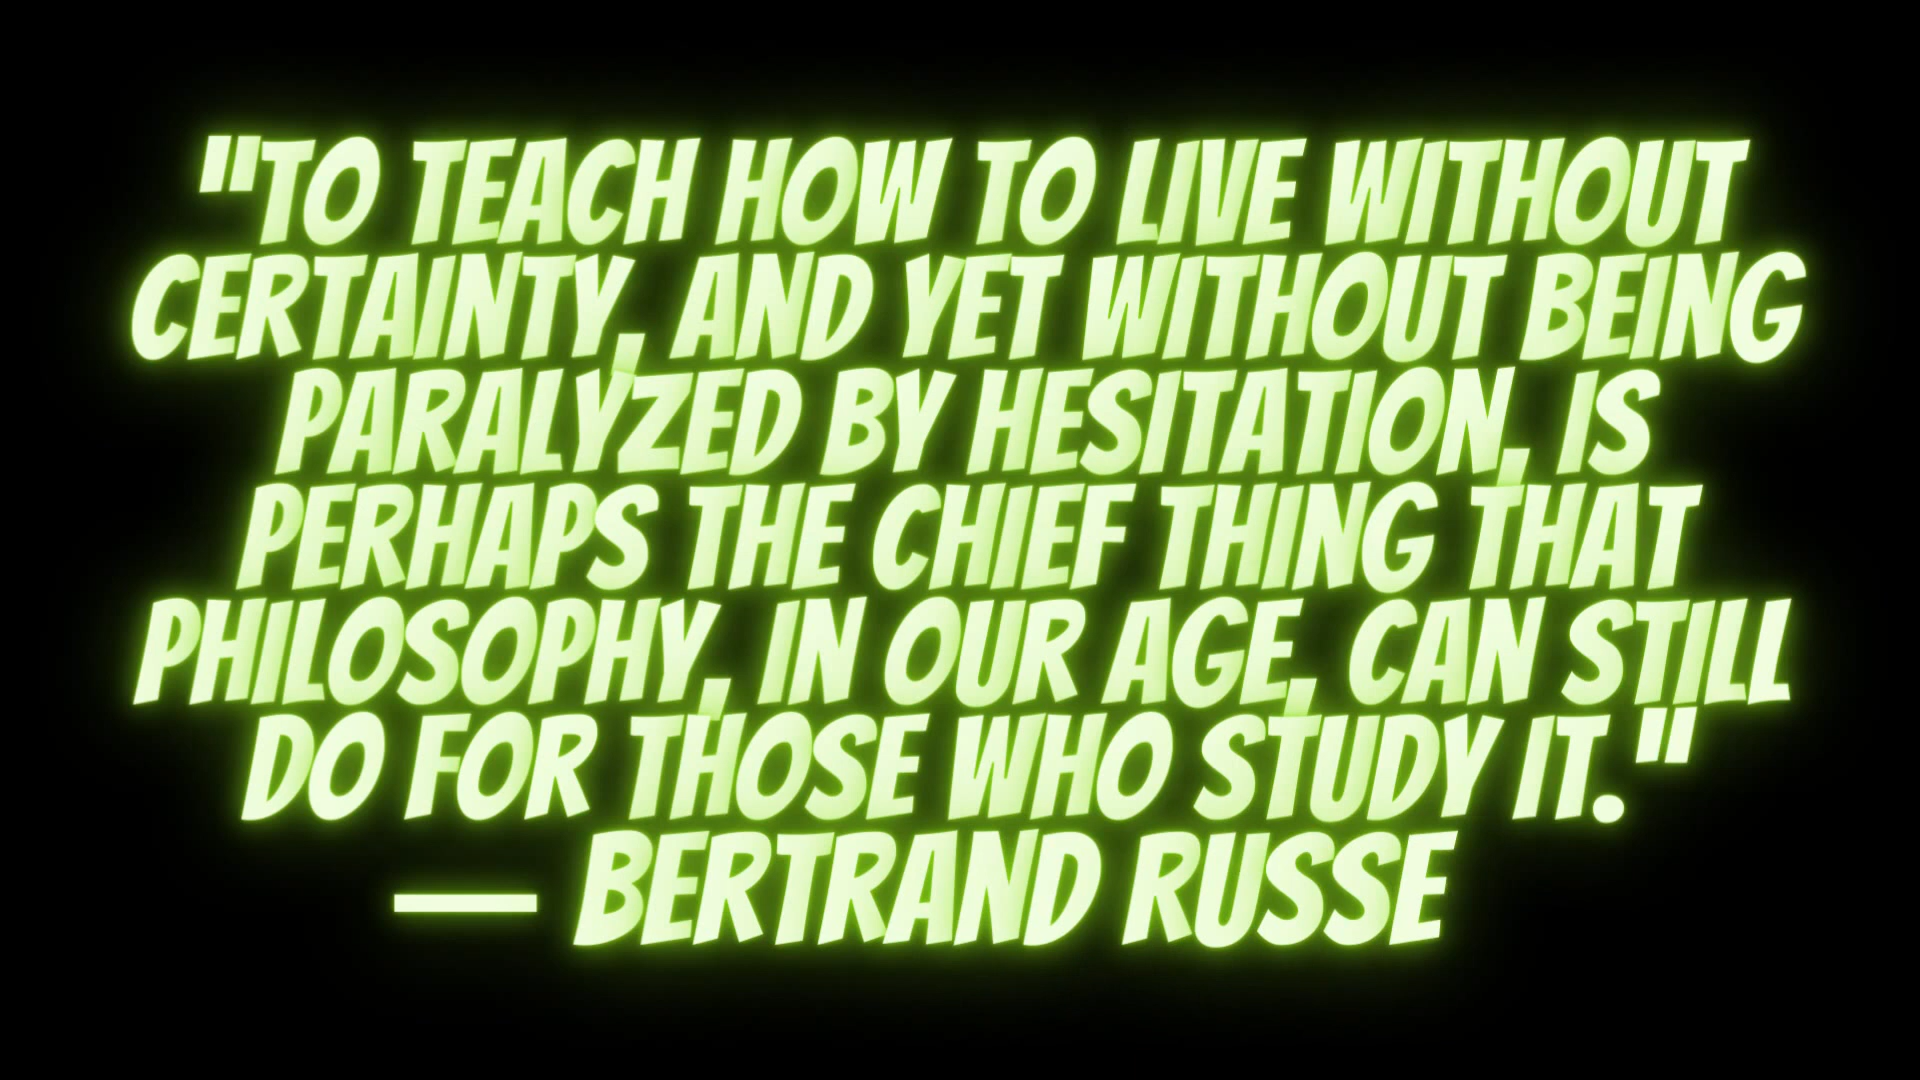 "TO TEACH HOW TO LIVE WITHOUT
CERTAINTY, AND YET WITHOUT BEING
PARALYZED BY HESITATION, IS
PERHAPS THE CHIEF THING THAT
PHILOSOPHY, IN OUR AGE, CAN STILL
DO FOR THOSE WHO STUDY IT."
— BERTRAND RUSSE